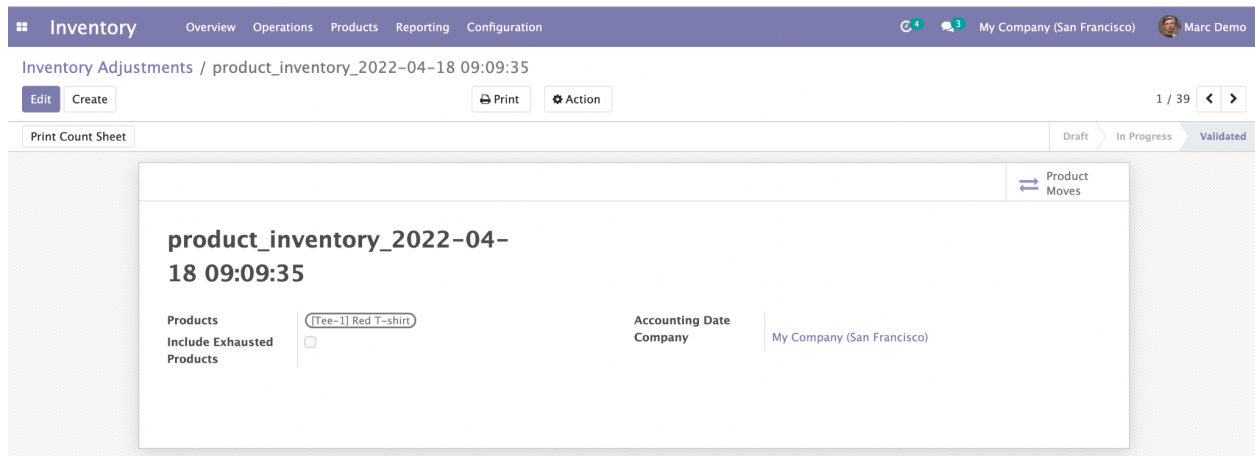 Inventory Overview Operations Products Reporting Configuration 4 3 My Company (San Francisco) Marc Demo
Inventory Adjustments / product_inventory_2022-04-18 09:09:35
Edit Create Print Action 1 / 39
Print Count Sheet Draft In Progress Validated
Product
Moves
product_inventory_2022-04-
18 09:09:35
Products [Tee-1] Red T-shirt Accounting Date
Include Exhausted Company My Company (San Francisco)
Products